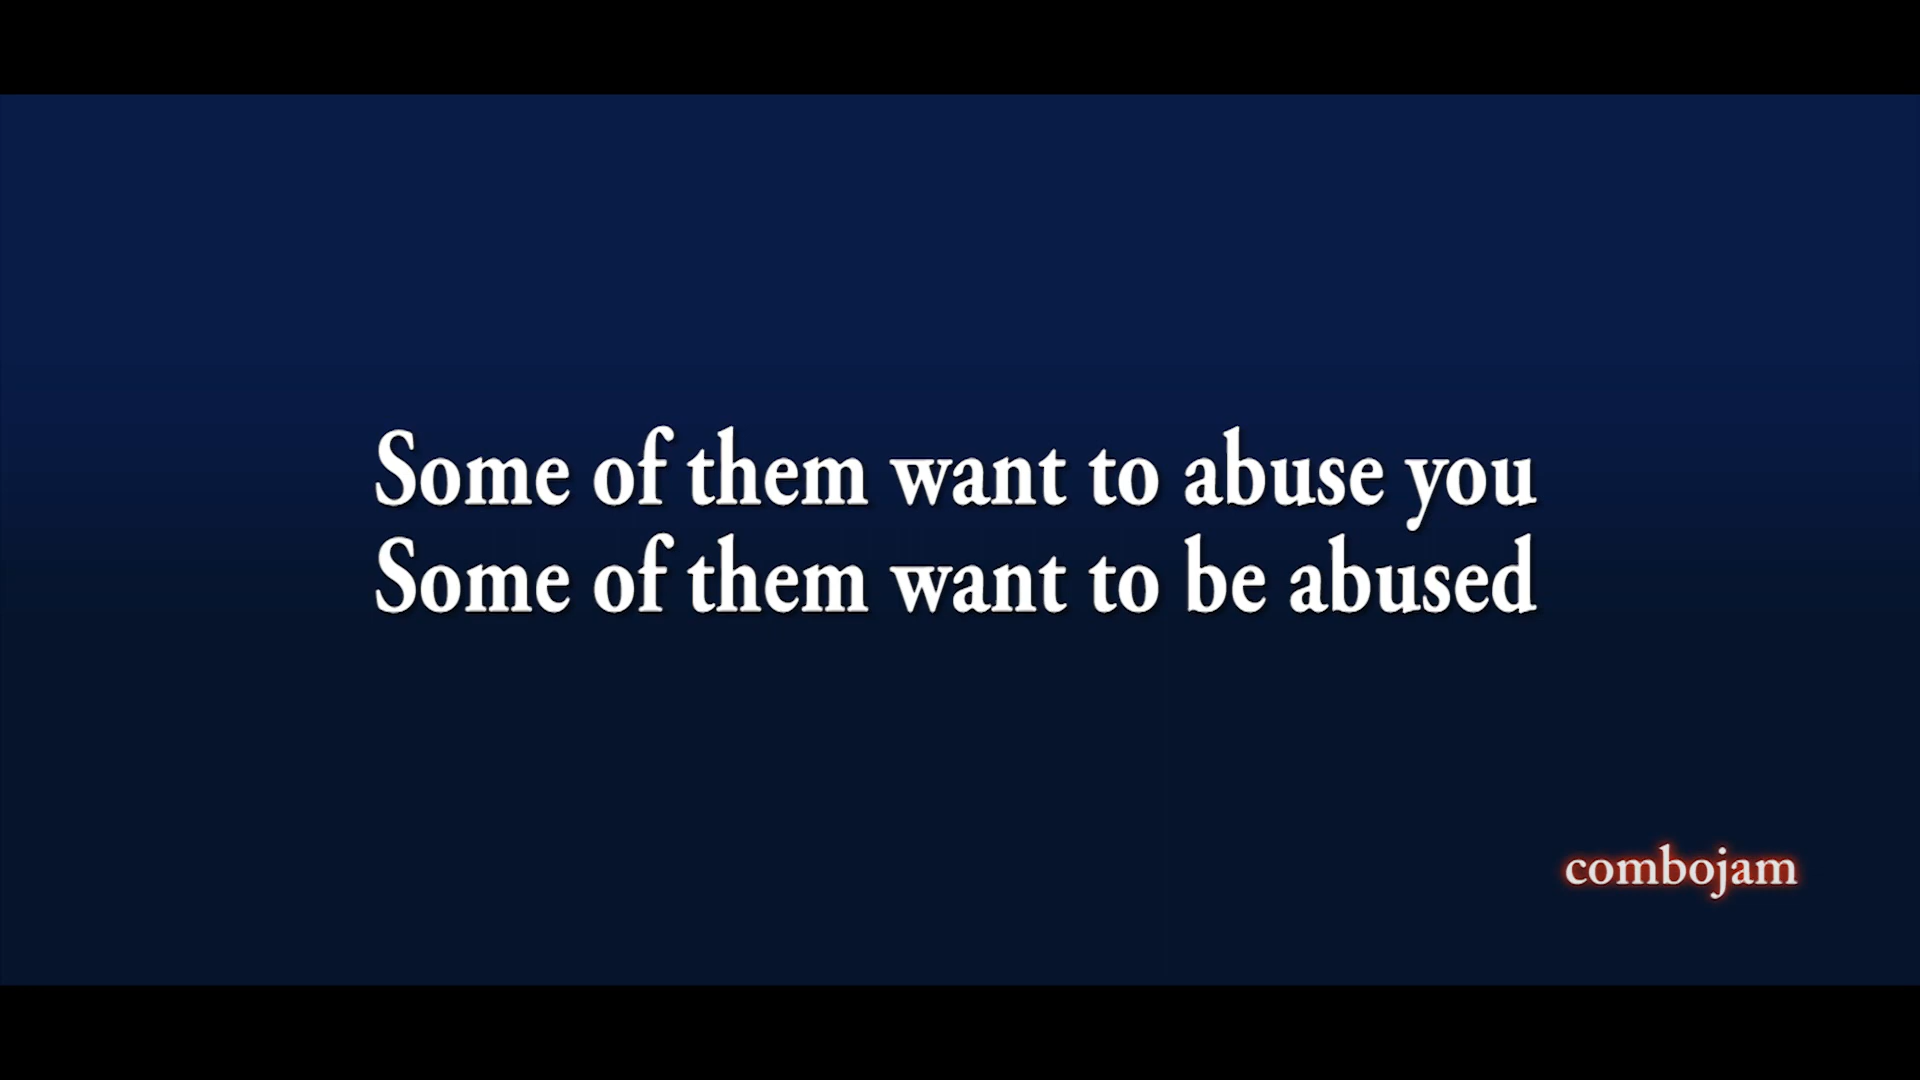 Some of them want to abuse you
Some of them want to be abused
combojam